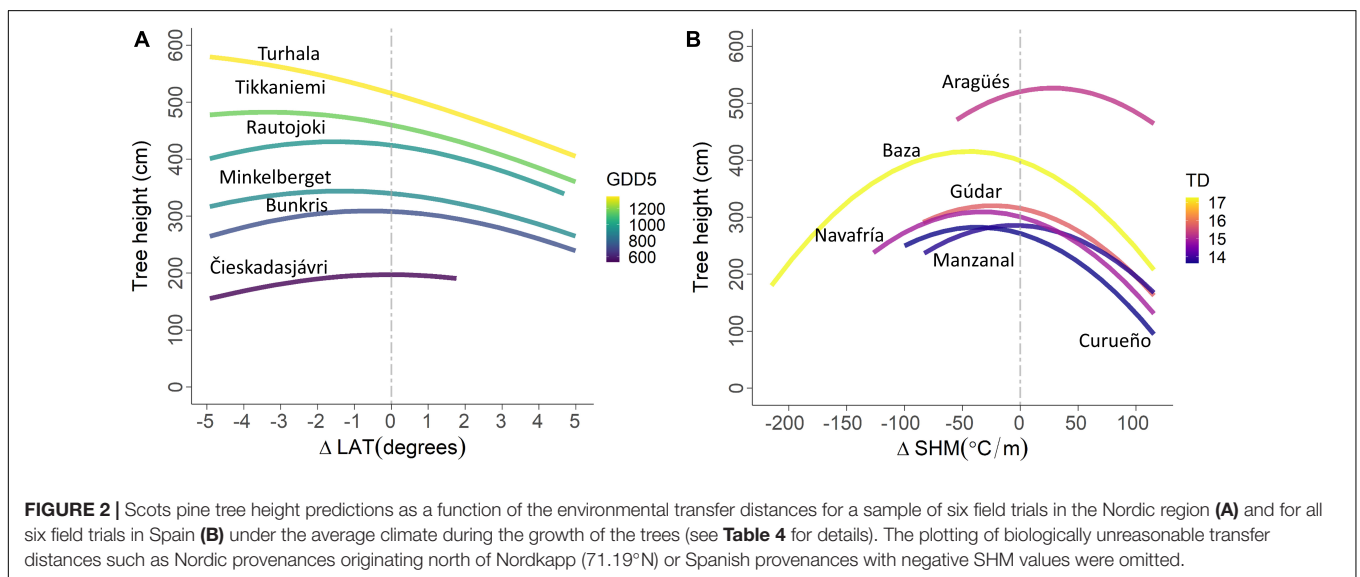 A
600
500
400
300
200
100
0
Tree height (cm)
Turhala
Tikkaniemi
Rautojoki
Minkelberget
Bunkris
Čieskadasjávri
-5 -4 -3 -2 -1 0 1 2 3 4 5
Δ LAT(degrees)
GDD5
1200
1000
800
600
B
600
500
400
300
200
100
0
Tree height (cm)
Aragüés
Baza
Gúdar
Navafría
Manzanal
Curueño
-200 -150 -100 -50 0 50 100
Δ SHM(°C/m)
TD
17
16
15
14
FIGURE 2 | Scots pine tree height predictions as a function of the environmental transfer distances for a sample of six field trials in the Nordic region (A) and for all
six field trials in Spain (B) under the average climate during the growth of the trees (see Table 4 for details). The plotting of biologically unreasonable transfer
distances such as Nordic provenances originating north of Nordkapp (71.19°N) or Spanish provenances with negative SHM values were omitted.